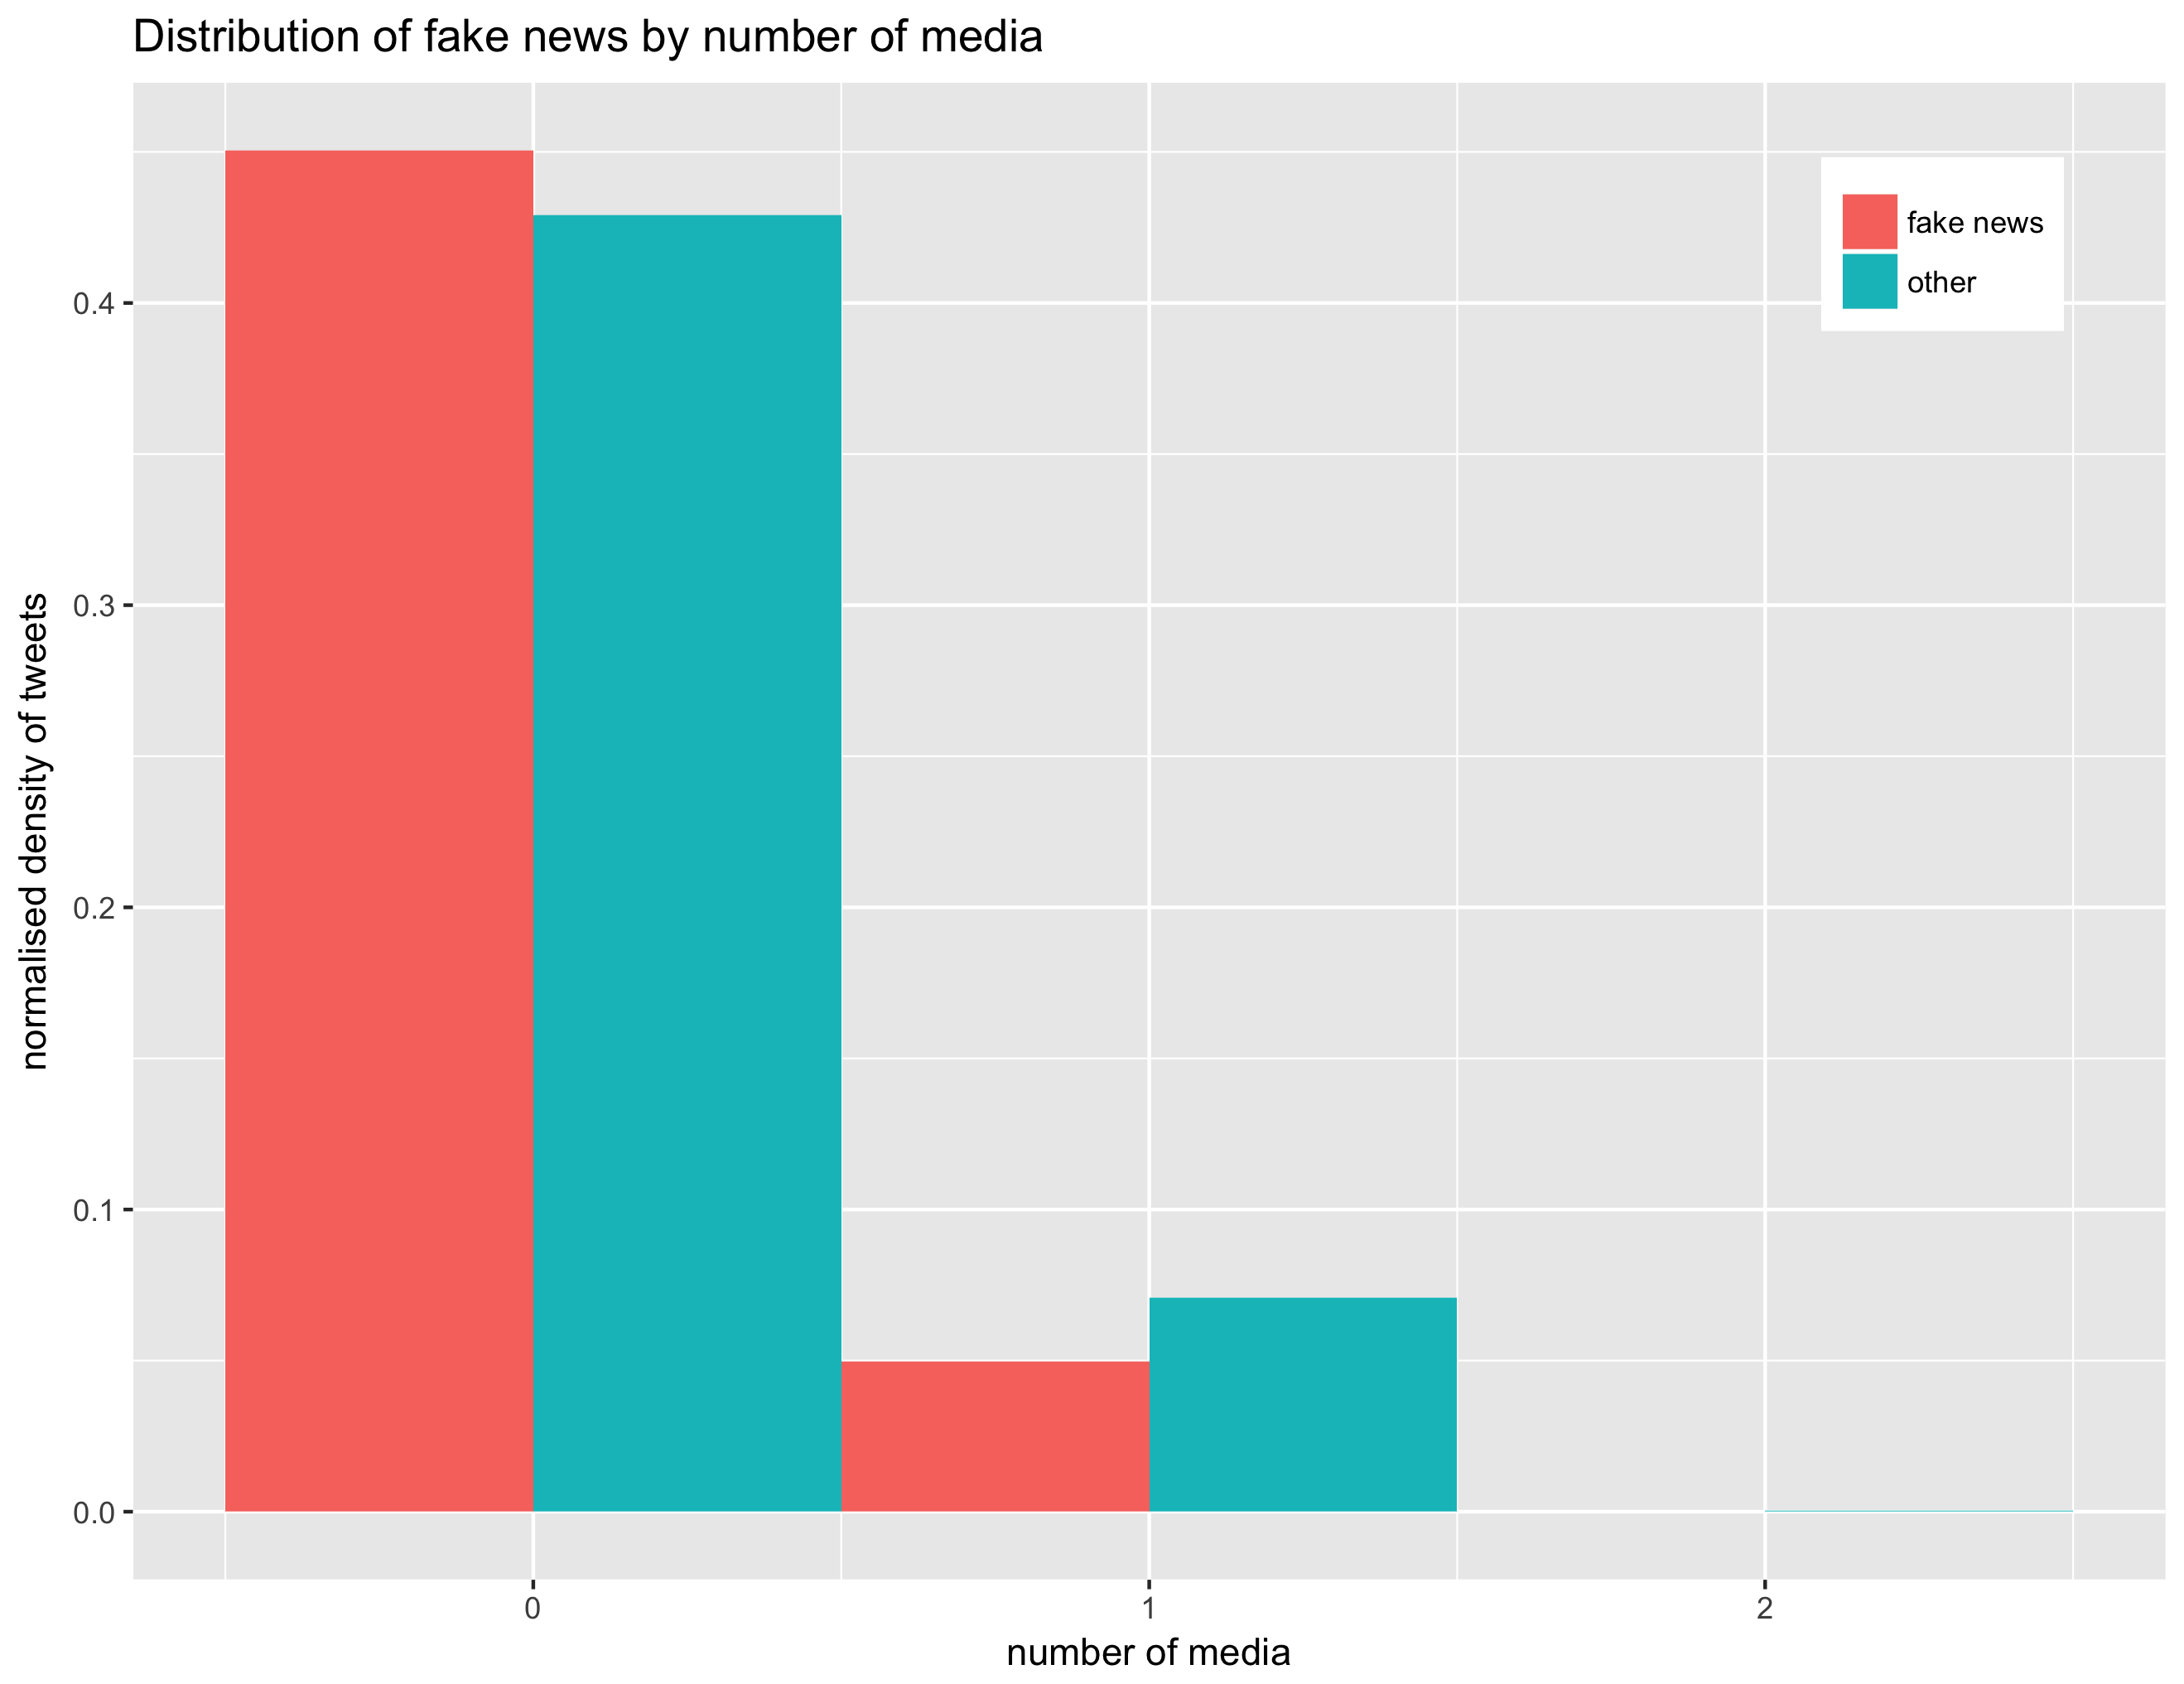 Distribution of fake news by number of media
fake news
other
normalised density of tweets
0.4
0.3
0.2
0.1
0.0
0
1
2
number of media